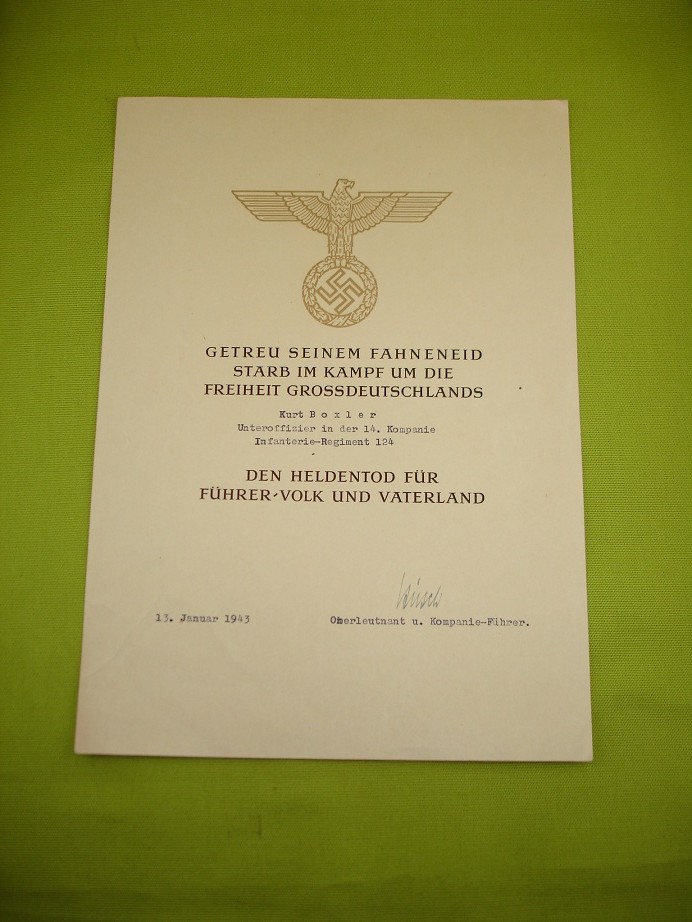 GETREU SEINEM FAHNENEID
STARB IM KAMPF UM DIE
FREIHEIT GROSSDEUTSCHLANDS
Kurt B o x l e r
Unteroffizier in der 14. Kompanie
Infanterie-Regiment 124
DEN HELDENTOD FÜR
FÜHRER-VOLK UND VATERLAND
13. Januar 1943
Oberleutnant u. Kompanie-Führer.